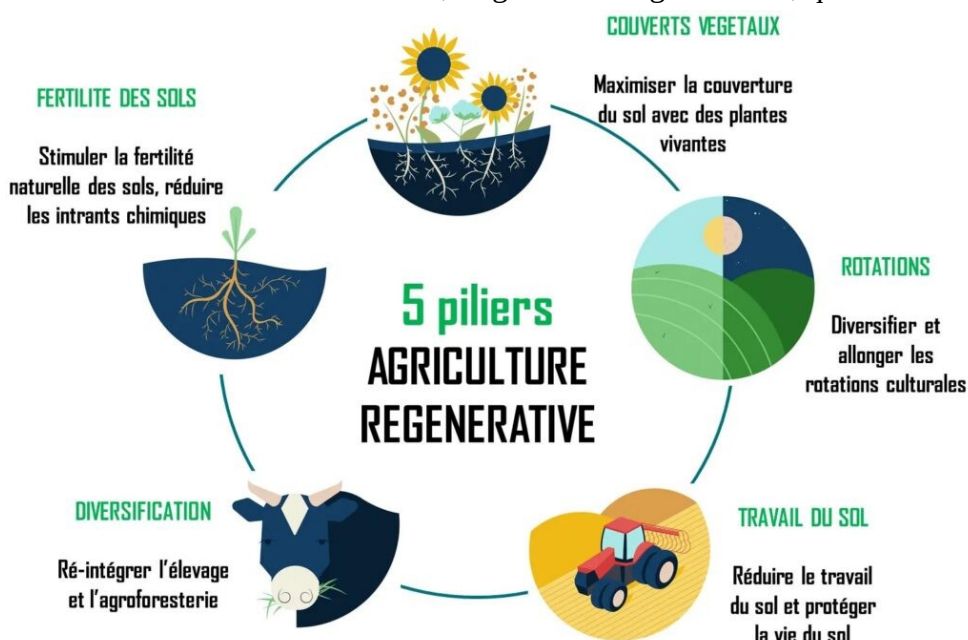 COUVERTS VEGETAUX
Maximiser la couverture
du sol avec des plantes
vivantes
FERTILITE DES SOLS
Stimuler la fertilité
naturelle des sols, réduire
les intrants chimiques
5 piliers
AGRICULTURE
REGENERATIVE
ROTATIONS
Diversifier et
allonger les
rotations culturales
DIVERSIFICATION
Ré-intégrer l'élevage
et l'agroforesterie
TRAVAIL DU SOL
Réduire le travail
du sol et protéger
la vie du sol